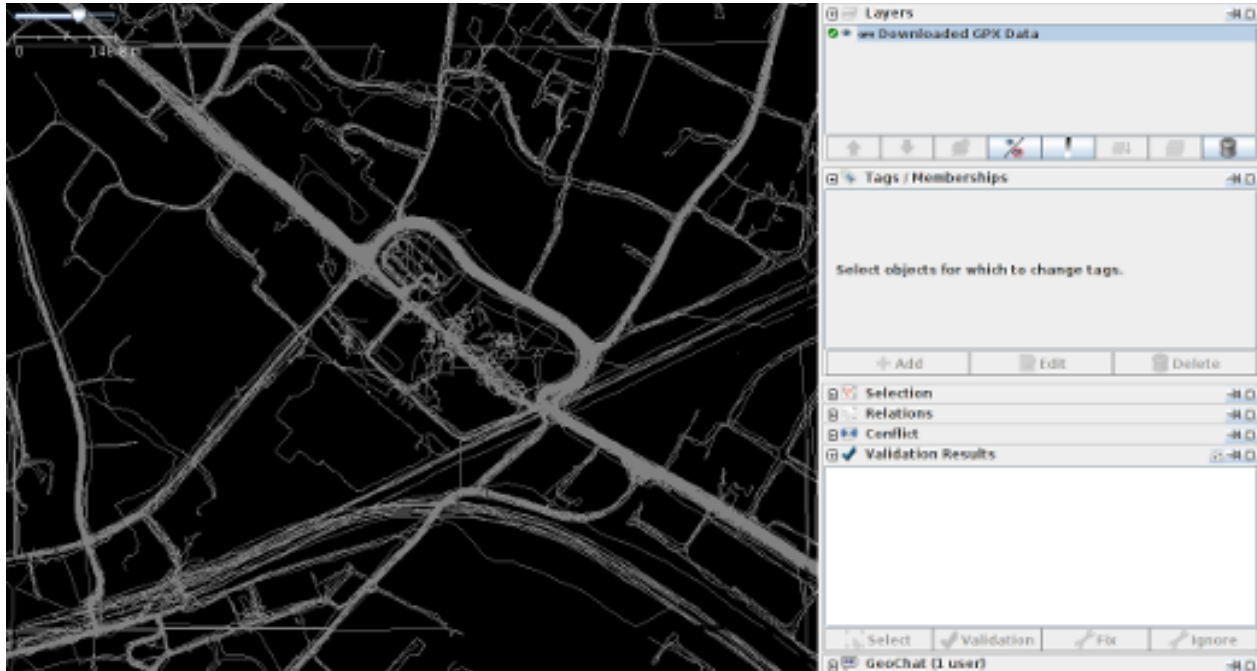 Layers
0
Downloaded GPX Data
Tags / Memberships
Select objects for which to change tags.
Add Edit Delete
Selection
Relations
Conflict
Validation Results
Select Validation Fix Ignore
GeoChat (1 user)